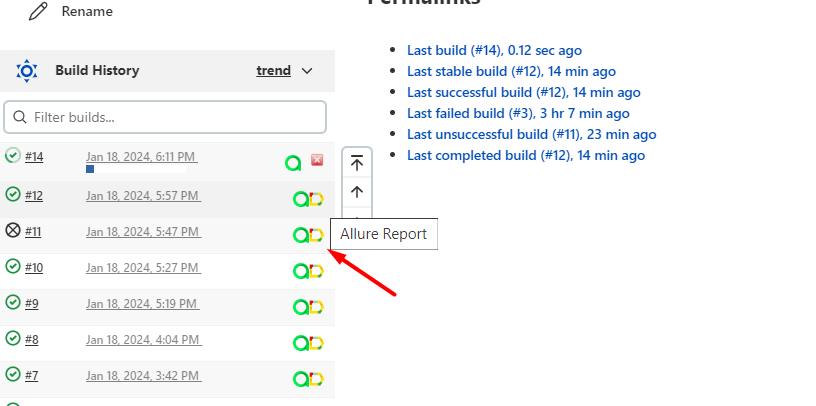 Permalinks
Rename
Last build (#14), 0.12 sec ago
Build History trend
Last stable build (#12), 14 min ago
Last successful build (#12), 14 min ago
Filter builds...
Last failed build (#3), 3 hr 7 min ago
Last unsuccessful build (#11), 23 min ago
Last completed build (#12), 14 min ago
#14 Jan 18, 2024, 6:11 PM
#12 Jan 18, 2024, 5:57 PM
#11 Jan 18, 2024, 5:47 PM
Allure Report
#10 Jan 18, 2024, 5:27 PM
#9 Jan 18, 2024, 5:19 PM
#8 Jan 18, 2024, 4:04 PM
#7 Jan 18, 2024, 3:42 PM